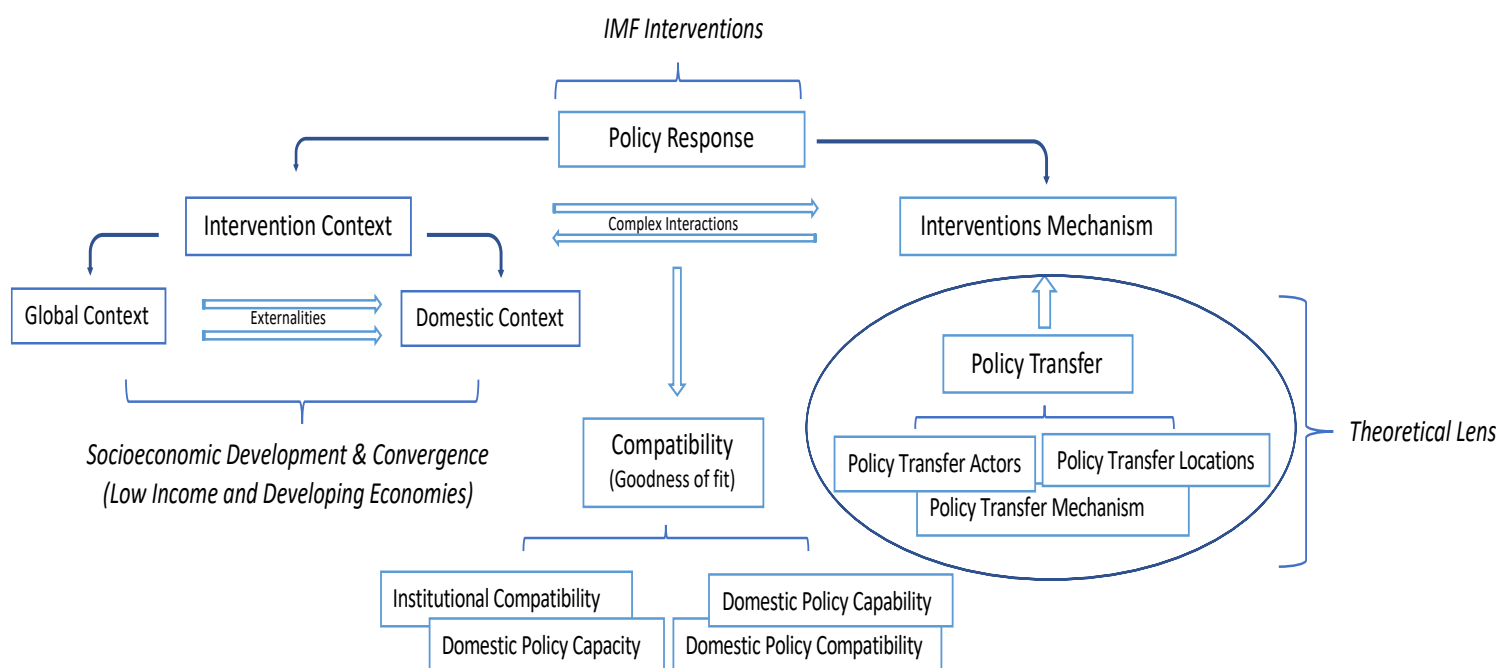 IMF Interventions
Policy Response
Intervention Context
Complex Interactions
Interventions Mechanism
Global Context
Externalities
Domestic Context
Policy Transfer
Socioeconomic Development & Convergence
(Low Income and Developing Economies)
Compatibility
(Goodness of fit)
Policy Transfer Actors
Policy Transfer Locations
Policy Transfer Mechanism
Theoretical Lens
Institutional Compatibility
Domestic Policy Capability
Domestic Policy Capacity
Domestic Policy Compatibility